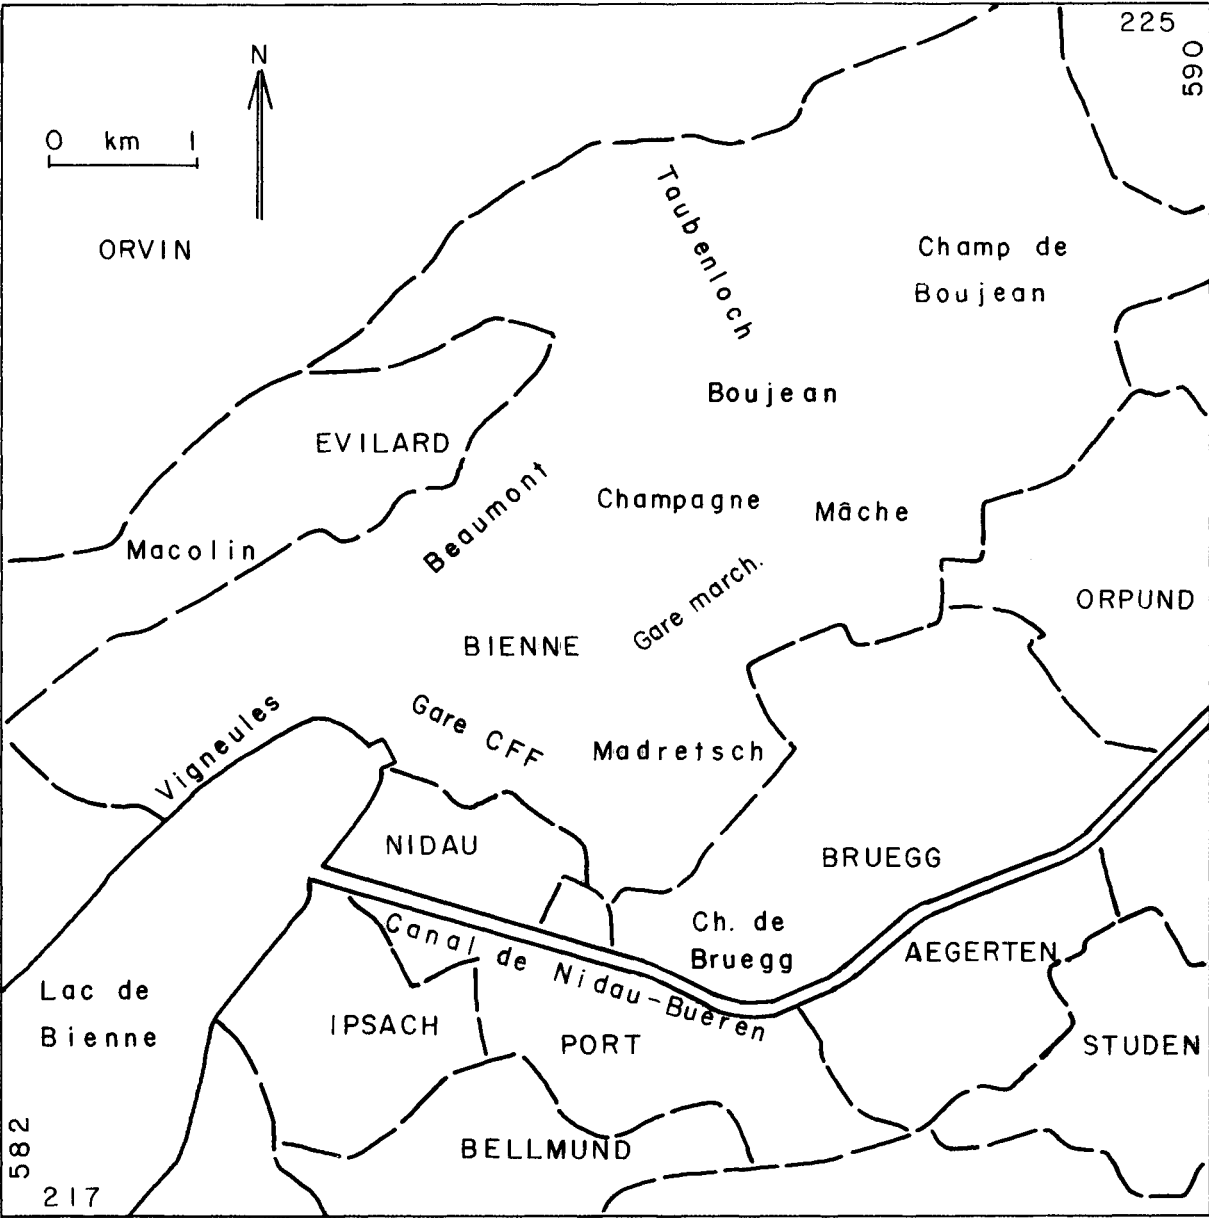 225
590
N
0 km 1
Taubenloch
ORVIN
Champ de
Boujean
Boujean
EVILARD
Beaumont
Champagne
Mâche
Macolin
Gare march.
ORPUND
BIENNE
Vigneules
Gare CFF
Madretsch
NIDAU
BRUEGG
Canal de Nidau-Bueren
Ch. de
Bruegg
AEGERTEN
Lac de
Bienne
IPSACH
PORT
STUDEN
BELLMUND
582
217